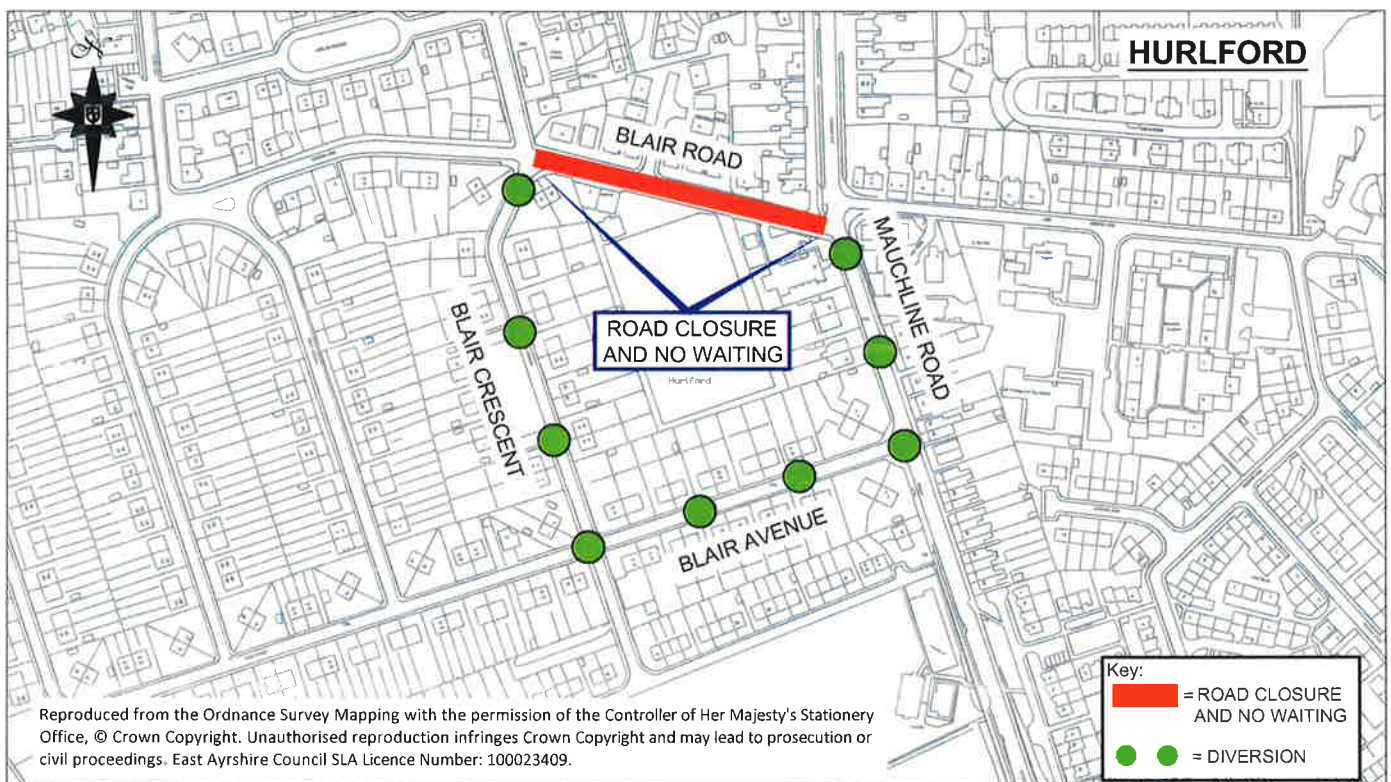 HURLFORD
BLAIR ROAD
MAUCHLINE ROAD
BLAIR CRESCENT
ROAD CLOSURE
AND NO WAITING
Hurlford
BLAIR AVENUE
Key:
= ROAD CLOSURE
AND NO WAITING
= DIVERSION
Reproduced from the Ordnance Survey Mapping with the permission of the Controller of Her Majesty's Stationery
Office, © Crown Copyright. Unauthorised reproduction infringes Crown Copyright and may lead to prosecution or
civil proceedings. East Ayrshire Council SLA Licence Number: 100023409.